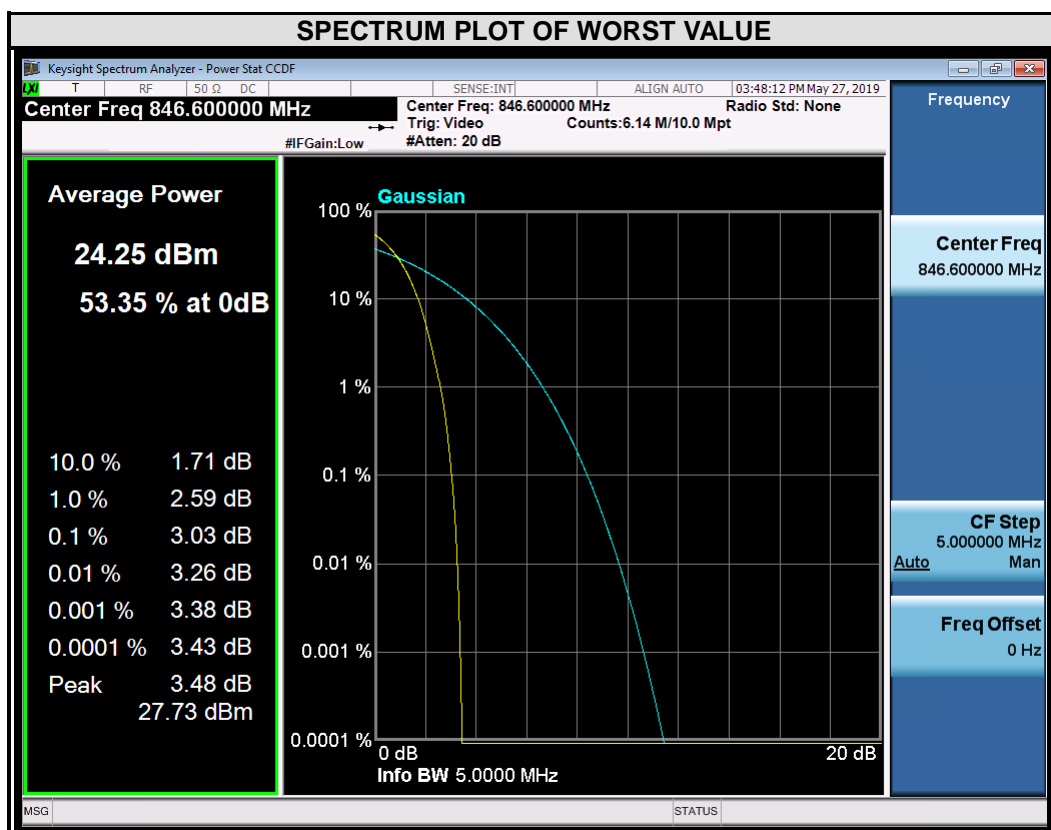 SPECTRUM PLOT OF WORST VALUE
Keysight Spectrum Analyzer - Power Stat CCDF
LXI T RF 50 Ω DC SENSE:INT ALIGN AUTO 03:48:12 PM May 27, 2019
Center Freq 846.600000 MHz
Center Freq: 846.600000 MHz Radio Std: None
Trig: Video Counts:6.14 M/10.0 Mpt
#IFGain:Low #Atten: 20 dB
Frequency
Average Power
24.25 dBm
53.35 % at 0dB
10.0 % 1.71 dB
1.0 % 2.59 dB
0.1 % 3.03 dB
0.01 % 3.26 dB
0.001 % 3.38 dB
0.0001 % 3.43 dB
Peak 3.48 dB
27.73 dBm
Gaussian
100 %
10 %
1 %
0.1 %
0.01 %
0.001 %
0.0001 %
0 dB 20 dB
Info BW 5.0000 MHz
Center Freq
846.600000 MHz
CF Step
5.000000 MHz
Auto Man
Freq Offset
0 Hz
MSG STATUS